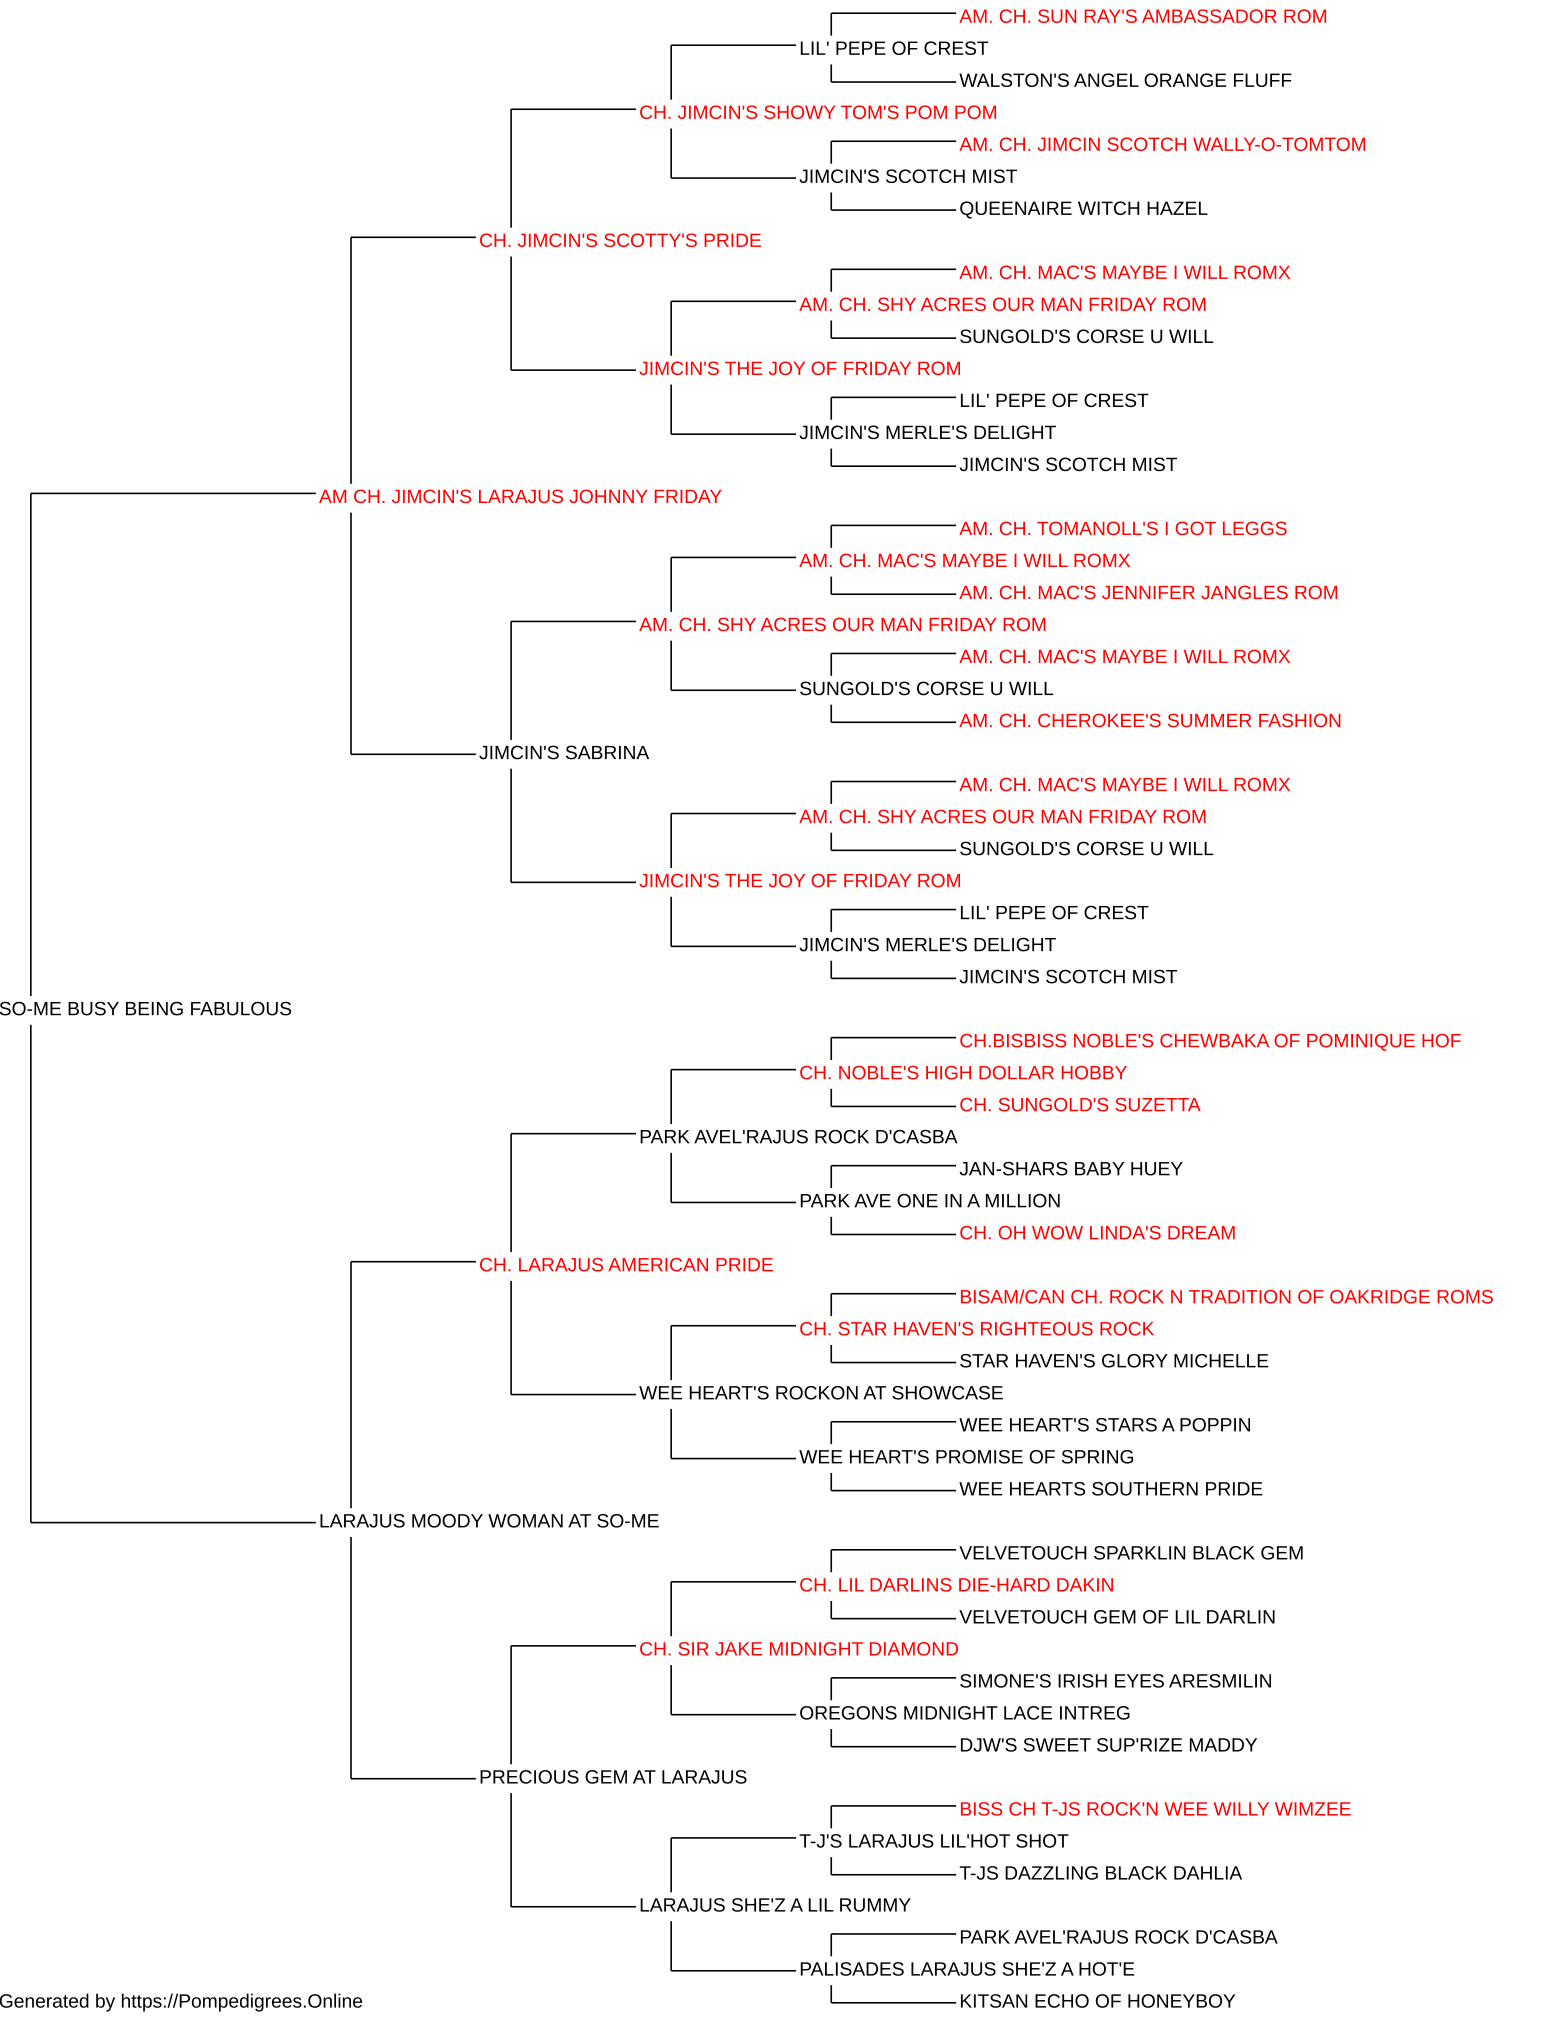 AM. CH. SUN RAY'S AMBASSADOR ROM
LIL' PEPE OF CREST
WALSTON'S ANGEL ORANGE FLUFF
CH. JIMCIN'S SHOWY TOM'S POM POM
AM. CH. JIMCIN SCOTCH WALLY-O-TOMTOM
JIMCIN'S SCOTCH MIST
QUEENAIRE WITCH HAZEL
CH. JIMCIN'S SCOTTY'S PRIDE
AM. CH. MAC'S MAYBE I WILL ROMX
AM. CH. SHY ACRES OUR MAN FRIDAY ROM
SUNGOLD'S CORSE U WILL
JIMCIN'S THE JOY OF FRIDAY ROM
LIL' PEPE OF CREST
JIMCIN'S MERLE'S DELIGHT
JIMCIN'S SCOTCH MIST
AM CH. JIMCIN'S LARAJUS JOHNNY FRIDAY
AM. CH. TOMANOLL'S I GOT LEGGS
AM. CH. MAC'S MAYBE I WILL ROMX
AM. CH. MAC'S JENNIFER JANGLES ROM
AM. CH. SHY ACRES OUR MAN FRIDAY ROM
AM. CH. MAC'S MAYBE I WILL ROMX
SUNGOLD'S CORSE U WILL
AM. CH. CHEROKEE'S SUMMER FASHION
JIMCIN'S SABRINA
AM. CH. MAC'S MAYBE I WILL ROMX
AM. CH. SHY ACRES OUR MAN FRIDAY ROM
SUNGOLD'S CORSE U WILL
JIMCIN'S THE JOY OF FRIDAY ROM
LIL' PEPE OF CREST
JIMCIN'S MERLE'S DELIGHT
JIMCIN'S SCOTCH MIST
SO-ME BUSY BEING FABULOUS
CH.BISBISS NOBLE'S CHEWBAKA OF POMINIQUE HOF
CH. NOBLE'S HIGH DOLLAR HOBBY
CH. SUNGOLD'S SUZETTA
PARK AVEL'RAJUS ROCK D'CASBA
JAN-SHARS BABY HUEY
PARK AVE ONE IN A MILLION
CH. OH WOW LINDA'S DREAM
CH. LARAJUS AMERICAN PRIDE
BISAM/CAN CH. ROCK N TRADITION OF OAKRIDGE ROMS
CH. STAR HAVEN'S RIGHTEOUS ROCK
STAR HAVEN'S GLORY MICHELLE
WEE HEART'S ROCKON AT SHOWCASE
WEE HEART'S STARS A POPPIN
WEE HEART'S PROMISE OF SPRING
WEE HEARTS SOUTHERN PRIDE
LARAJUS MOODY WOMAN AT SO-ME
VELVETOUCH SPARKLIN BLACK GEM
CH. LIL DARLINS DIE-HARD DAKIN
VELVETOUCH GEM OF LIL DARLIN
CH. SIR JAKE MIDNIGHT DIAMOND
SIMONE'S IRISH EYES ARESMILIN
OREGONS MIDNIGHT LACE INTREG
DJW'S SWEET SUP'RIZE MADDY
PRECIOUS GEM AT LARAJUS
BISS CH T-JS ROCK'N WEE WILLY WIMZEE
T-J'S LARAJUS LIL'HOT SHOT
T-JS DAZZLING BLACK DAHLIA
LARAJUS SHE'Z A LIL RUMMY
PARK AVEL'RAJUS ROCK D'CASBA
PALISADES LARAJUS SHE'Z A HOT'E
KITSAN ECHO OF HONEYBOY
Generated by https://Pompedigrees.Online